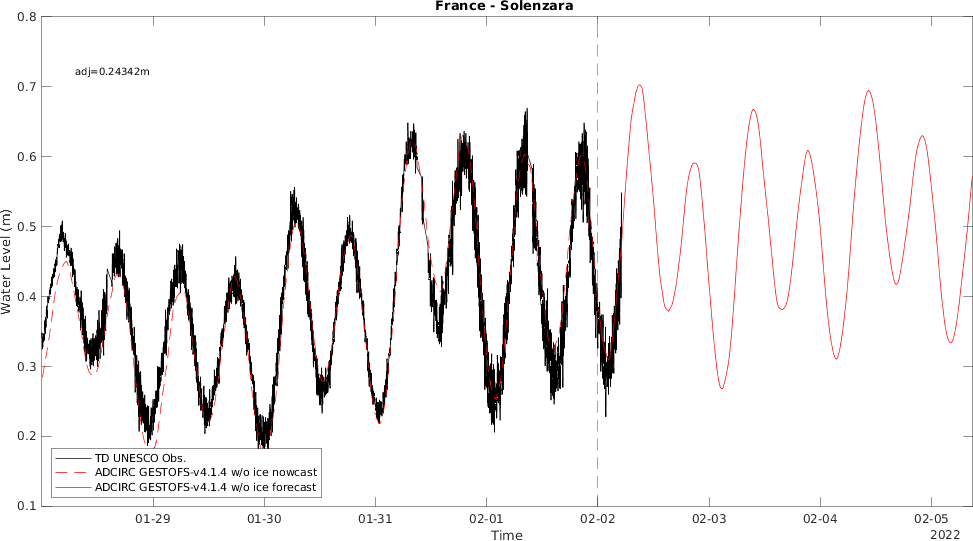 France - Solenzara
0.8
0.7
0.6
0.5
0.4
0.3
0.2
0.1
Water Level (m)
adj=0.24342m
TD UNESCO Obs.
ADCIRC GESTOFS-v4.1.4 w/o ice nowcast
ADCIRC GESTOFS-v4.1.4 w/o ice forecast
01-29 01-30 01-31 02-01 02-02 02-03 02-04 02-05
2022
Time